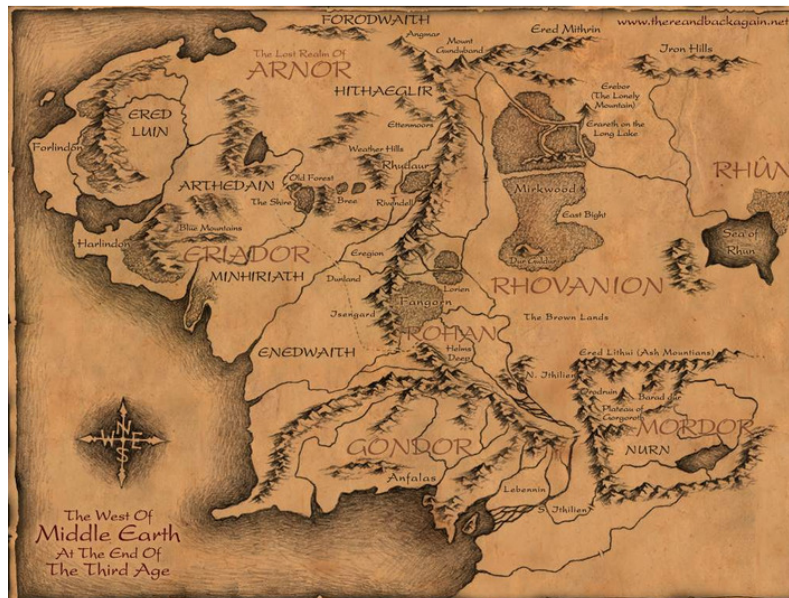 FORODWAITH
www.thereandbackagain.net
Angmar
Mount
Gundubad
Ered Mithrin
Iron Hills
The Lost Realm Of
ARNOR
HITHAEGLIR
Erebor
(The Lonely
Mountain)
ERED
LUIN
Ettenmoors
Esrareth on the
Long Lake
Forlindon
Weather Hills
Rhudaur
RHÛN
ARTHEDAIN
Old Forest
The Shire
Bree
Rivendell
Mirkwood
East Bight
Harlindon
Blue Mountains
ERIADOR
MINHIRIATH
Eregion
Dol Guldur
Sea of
Rhun
Dunland
Lorien
RHOVANION
Fangorn
Isengard
The Brown Lands
ROHAN
ENEDWAITH
Helms
Deep
Ered Lithui (Ash Mountians)
N. Ithilien
Orodruin
Barad dur
Plateau of
Gorgoroth
MORDOR
N
W E
S
GONDOR
NURN
Anfalas
Lebennin
S. Ithilien
The West Of
Middle Earth
At The End Of
The Third Age